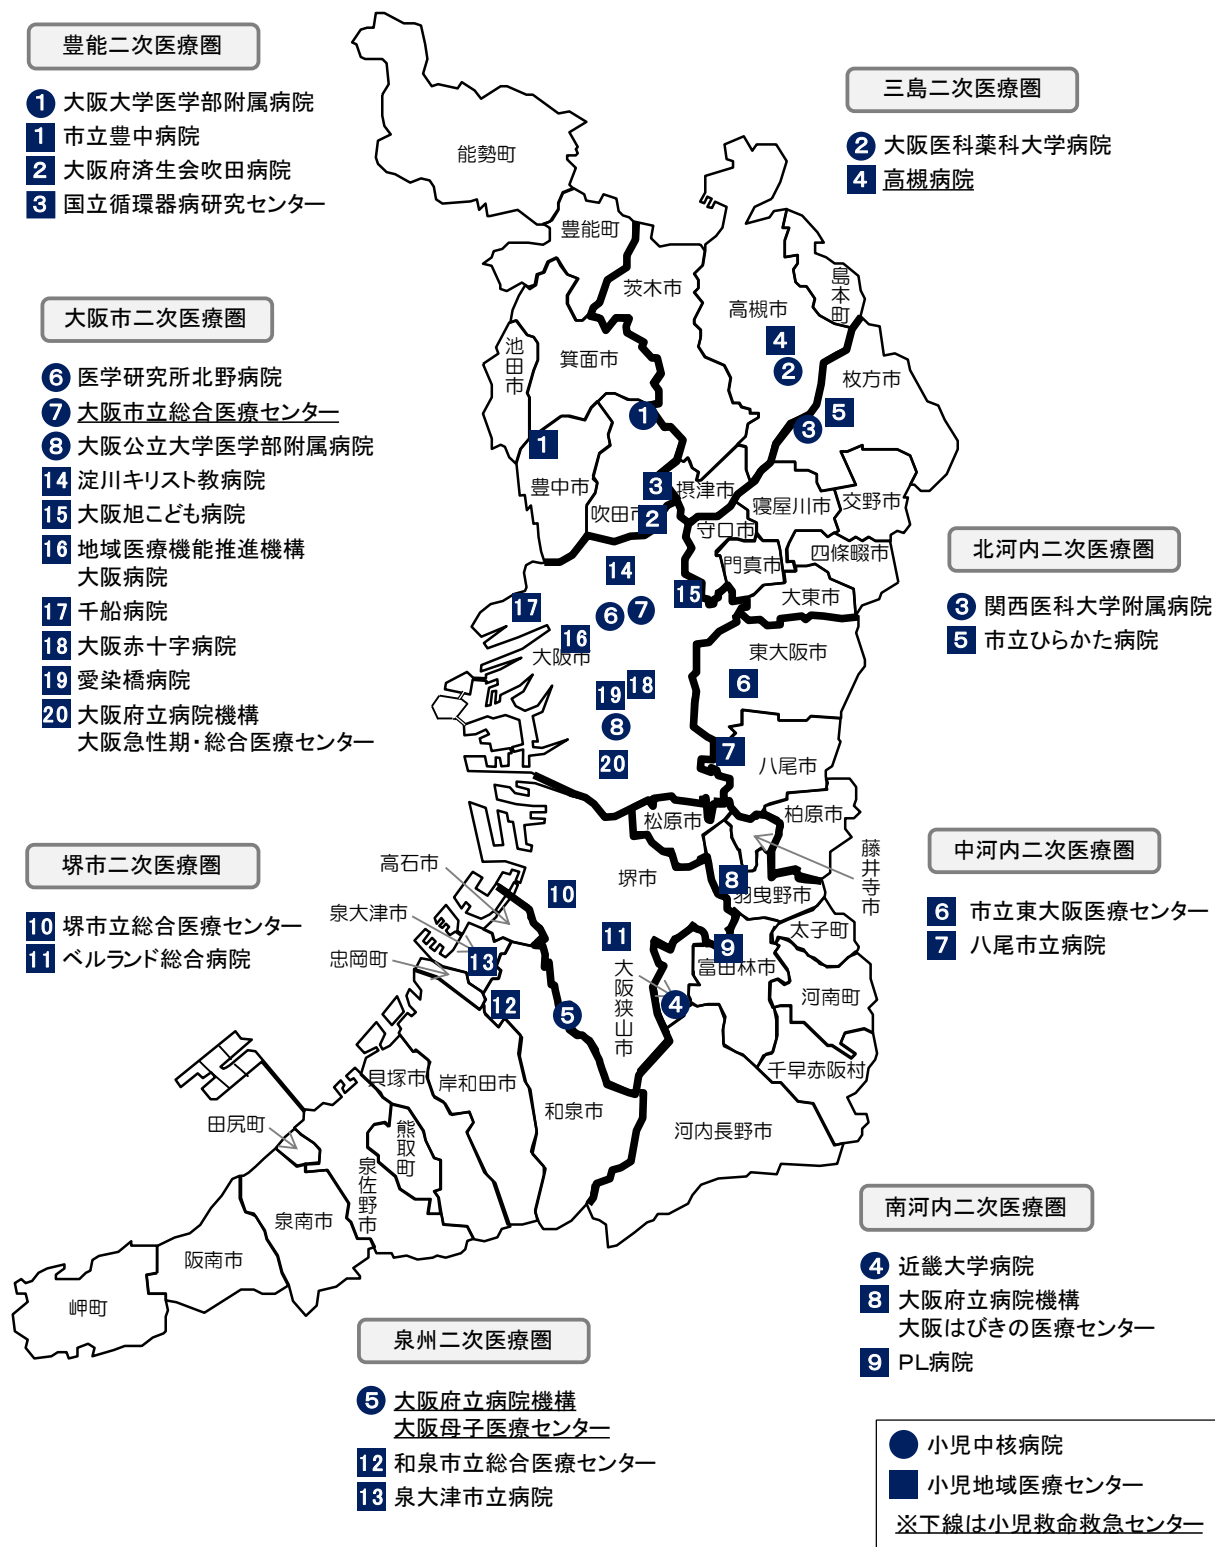 豊能二次医療圏
1 大阪大学医学部附属病院
1 市立豊中病院
2 大阪府済生会吹田病院
3 国立循環器病研究センター
三島二次医療圏
2 大阪医科薬科大学病院
4 高槻病院
大阪市二次医療圏
6 医学研究所北野病院
7 大阪市立総合医療センター
8 大阪公立大学医学部附属病院
14 淀川キリスト教病院
15 大阪旭こども病院
16 地域医療機能推進機構
大阪病院
17 千船病院
18 大阪赤十字病院
19 愛染橋病院
20 大阪府立病院機構
大阪急性期・総合医療センター
北河内二次医療圏
3 関西医科大学附属病院
5 市立ひらかた病院
堺市二次医療圏
10 堺市立総合医療センター
11 ベルランド総合病院
中河内二次医療圏
6 市立東大阪医療センター
7 八尾市立病院
南河内二次医療圏
4 近畿大学病院
8 大阪府立病院機構
大阪はびきの医療センター
9 PL病院
泉州二次医療圏
5 大阪府立病院機構
大阪母子医療センター
12 和泉市立総合医療センター
13 泉大津市立病院
小児中核病院
小児地域医療センター
※下線は小児救命救急センター
能勢町
豊能町
茨木市
高槻市
島本町
4
2
池田市
箕面市
枚方市
5
3
1
1
豊中市
吹田市
3
2
摂津市
寝屋川市
交野市
守口市
門真市
四條畷市
大東市
14
15
17
6
7
16
大阪市
東大阪市
6
18
19
8
20
7
八尾市
松原市
柏原市
藤井寺市
8
羽曳野市
高石市
堺市
10
泉大津市
11
9
太子町
忠岡町
13
大阪狭山市
富田林市
12
5
4
河南町
千早赤阪村
貝塚市
岸和田市
和泉市
河内長野市
田尻町
熊取町
泉佐野市
泉南市
阪南市
岬町